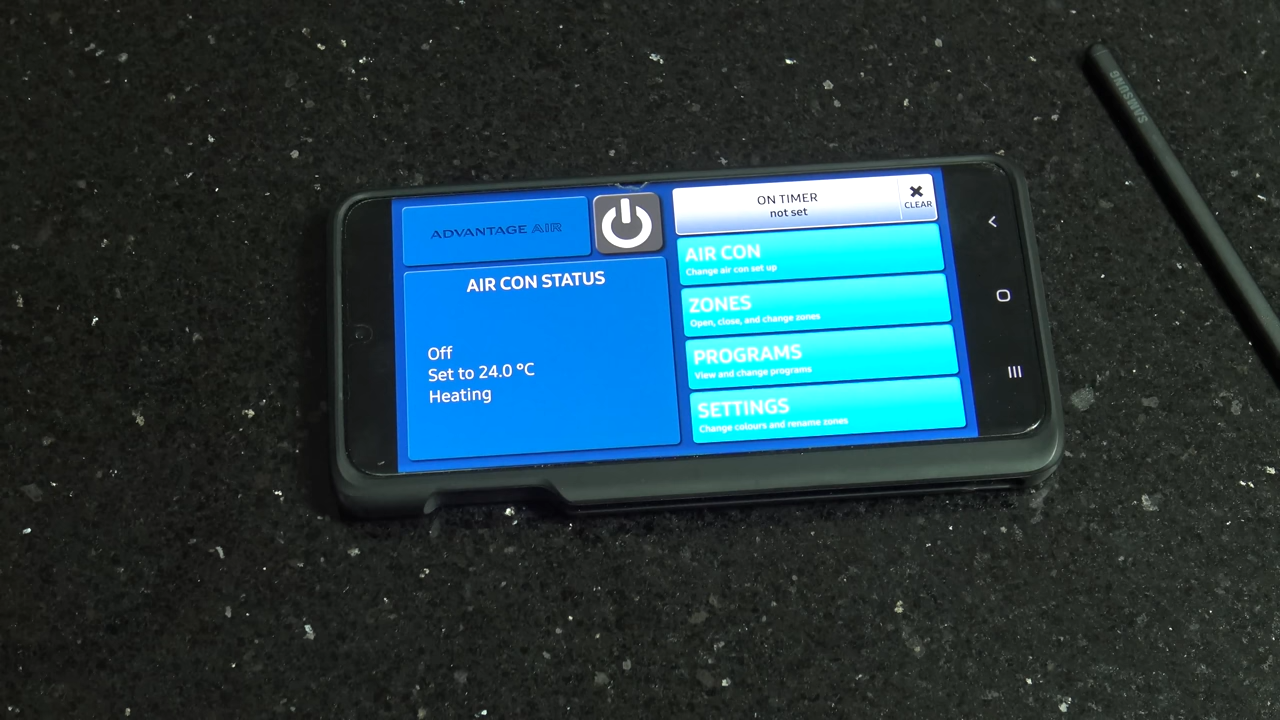 ADVANTAGE AIR
AIR CON STATUS
Off
Set to 24.0 °C
Heating
ON TIMER
not set
CLEAR
AIR CON
Change air con set up
ZONES
Open, close, and change zones
PROGRAMS
View and change programs
SETTINGS
Change colours and rename zones
SAMSUNG